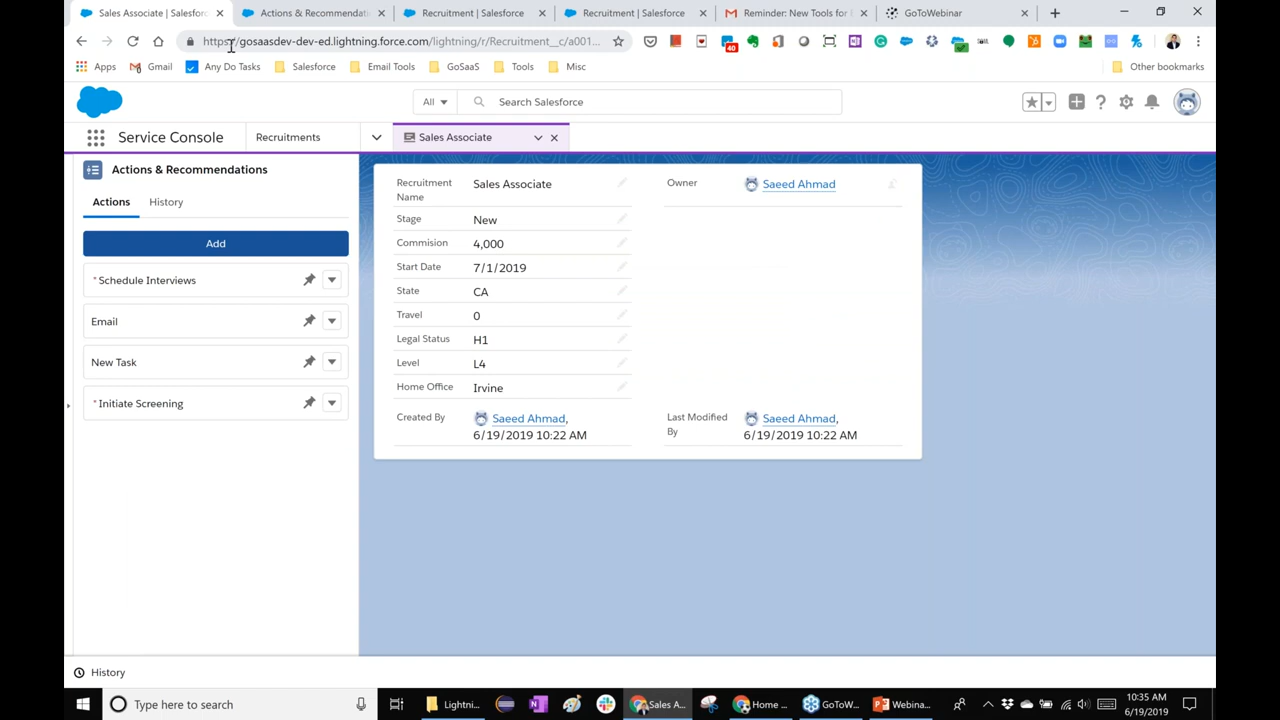 Sales Associate | Salesforc
Actions & Recommendati
Recruitment | Salesforce
Recruitment | Salesforce
Reminder: New Tools for
GoToWebinar
https://gosaasdev-dev-ed.lightning.force.com/lightning/r/Recruitment__c/a001...
40
Apps
Gmail
Any Do Tasks
Salesforce
Email Tools
GoSaaS
Tools
Misc
Other bookmarks
All
Search Salesforce
Service Console
Recruitments
Sales Associate
Actions & Recommendations
Actions
History
Add
*Schedule Interviews
Email
New Task
*Initiate Screening
Recruitment Name
Sales Associate
Owner
Saeed Ahmad
Stage
New
Commision
4,000
Start Date
7/1/2019
State
CA
Travel
0
Legal Status
H1
Level
L4
Home Office
Irvine
Created By
Saeed Ahmad,
6/19/2019 10:22 AM
Last Modified By
Saeed Ahmad,
6/19/2019 10:22 AM
History
Type here to search
Lightni...
Sales A...
Home ...
GoToW...
Webina...
10:35 AM
6/19/2019